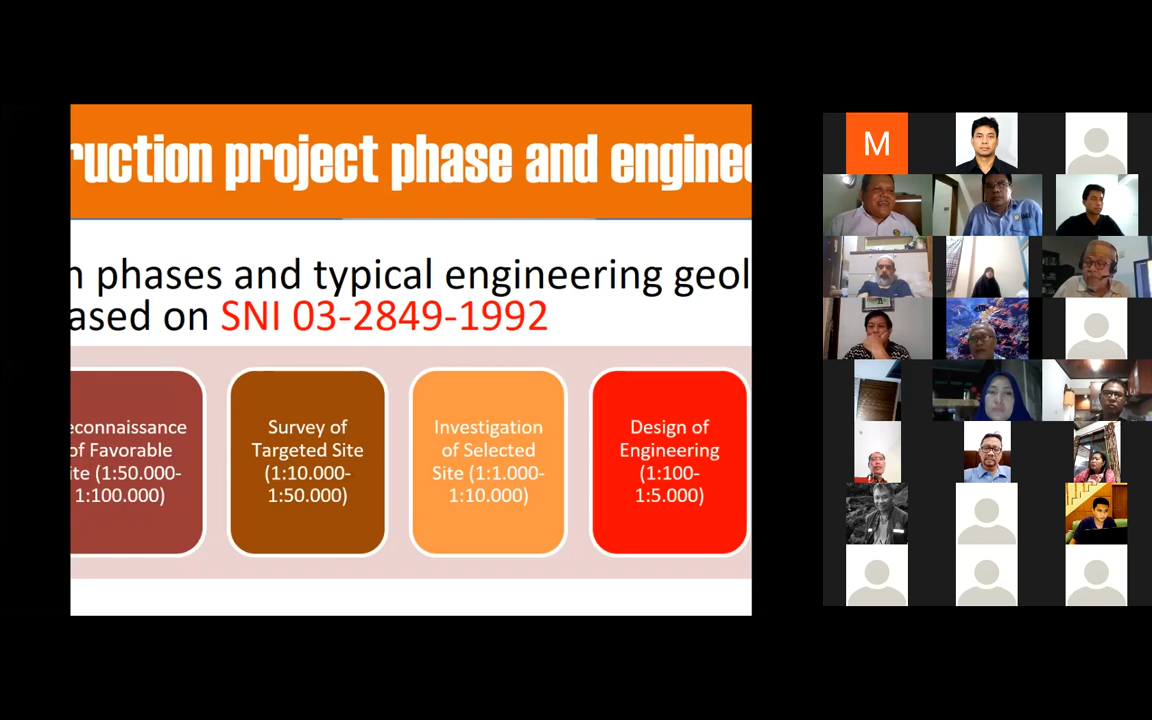 ruction project phase and enginee
n phases and typical engineering geol
ased on SNI 03-2849-1992
econnaissance
of Favorable
ite (1:50.000-
1:100.000)
Survey of
Targeted Site
(1:10.000-
1:50.000)
Investigation
of Selected
Site (1:1.000-
1:10.000)
Design of
Engineering
(1:100-
1:5.000)
M